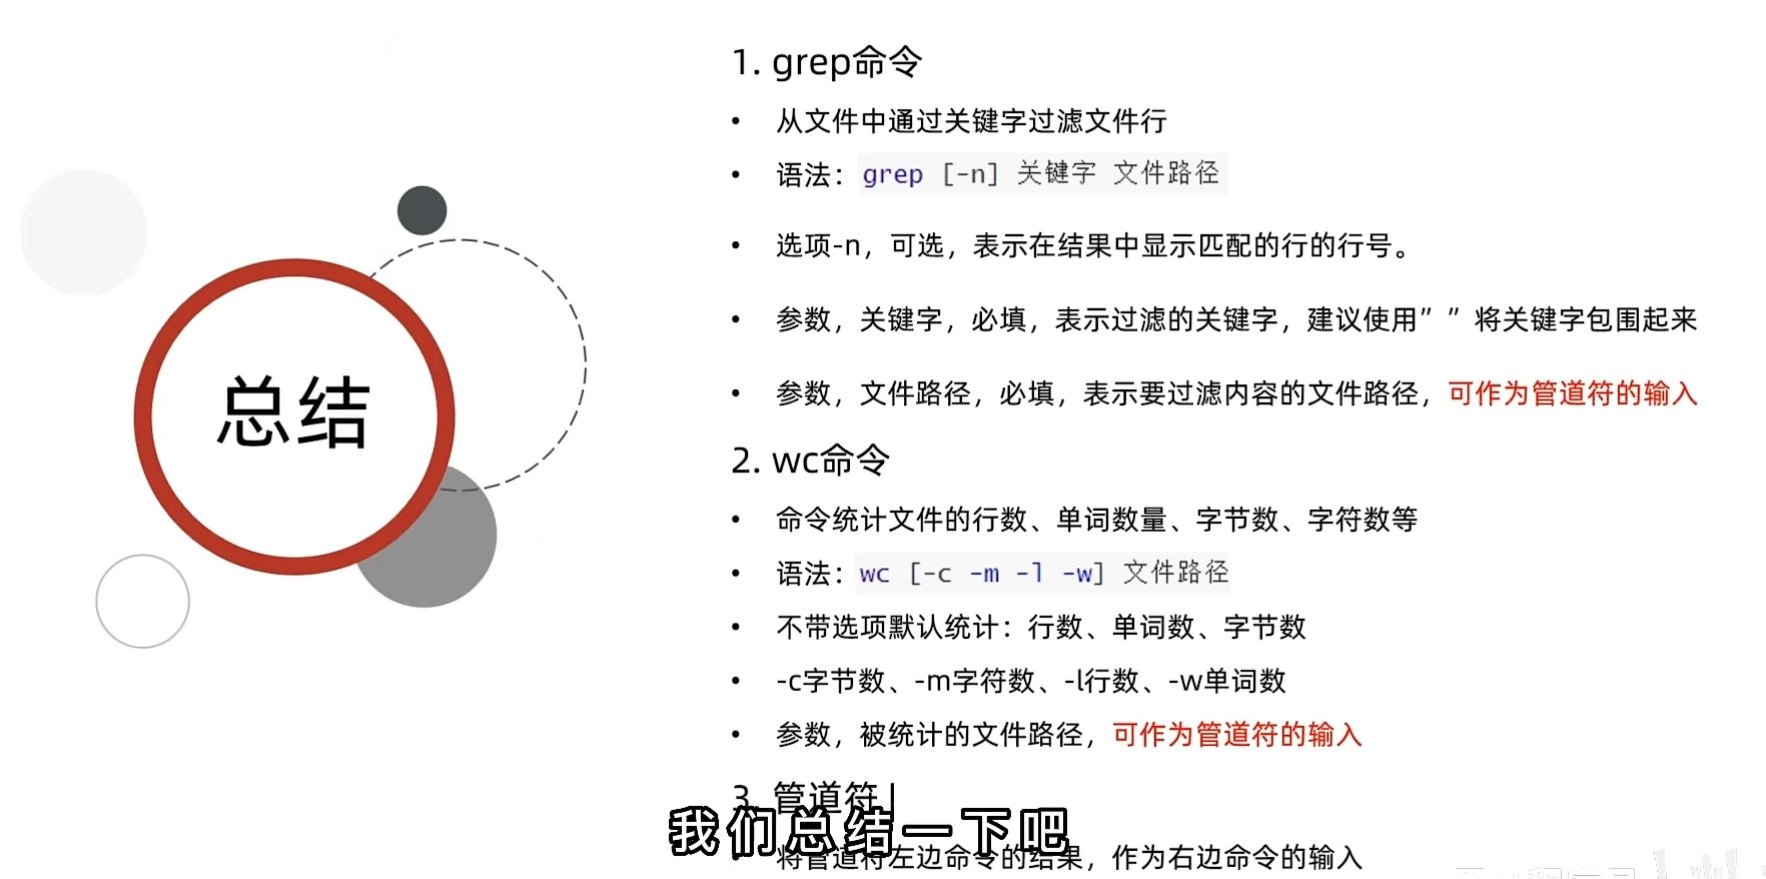 总结
1. grep命令
• 从文件中通过关键字过滤文件行
• 语法：grep [-n] 关键字 文件路径
• 选项-n，可选，表示在结果中显示匹配的行的行号。
• 参数，关键字，必填，表示过滤的关键字，建议使用” ”将关键字包围起来
• 参数，文件路径，必填，表示要过滤内容的文件路径，可作为管道符的输入
2. wc命令
• 命令统计文件的行数、单词数量、字节数、字符数等
• 语法：wc [-c -m -l -w] 文件路径
• 不带选项默认统计：行数、单词数、字节数
• -c字节数、-m字符数、-l行数、-w单词数
• 参数，被统计的文件路径，可作为管道符的输入
3. 管道符 |
我们总结一下吧
• 将管道符左边命令的结果，作为右边命令的输入